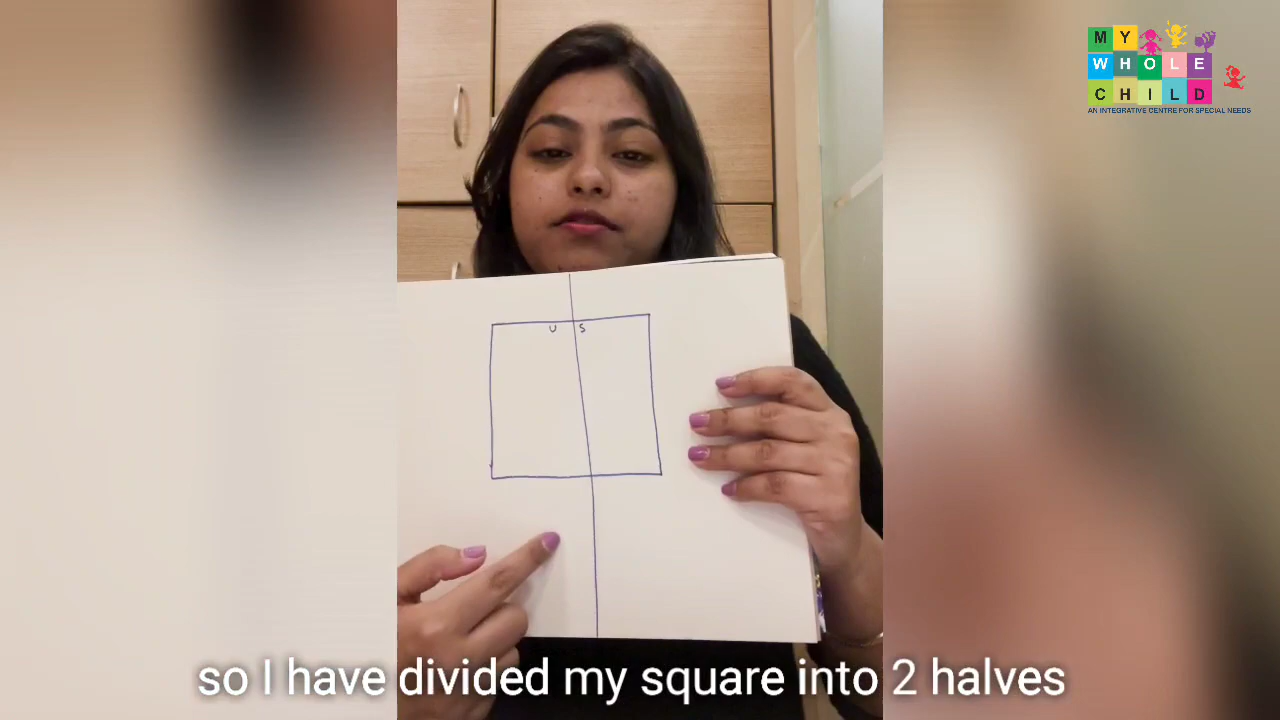 MY
WHOLE
CHILD
AN INTEGRATIVE CENTRE FOR SPECIAL NEEDS
U S
so I have divided my square into 2 halves